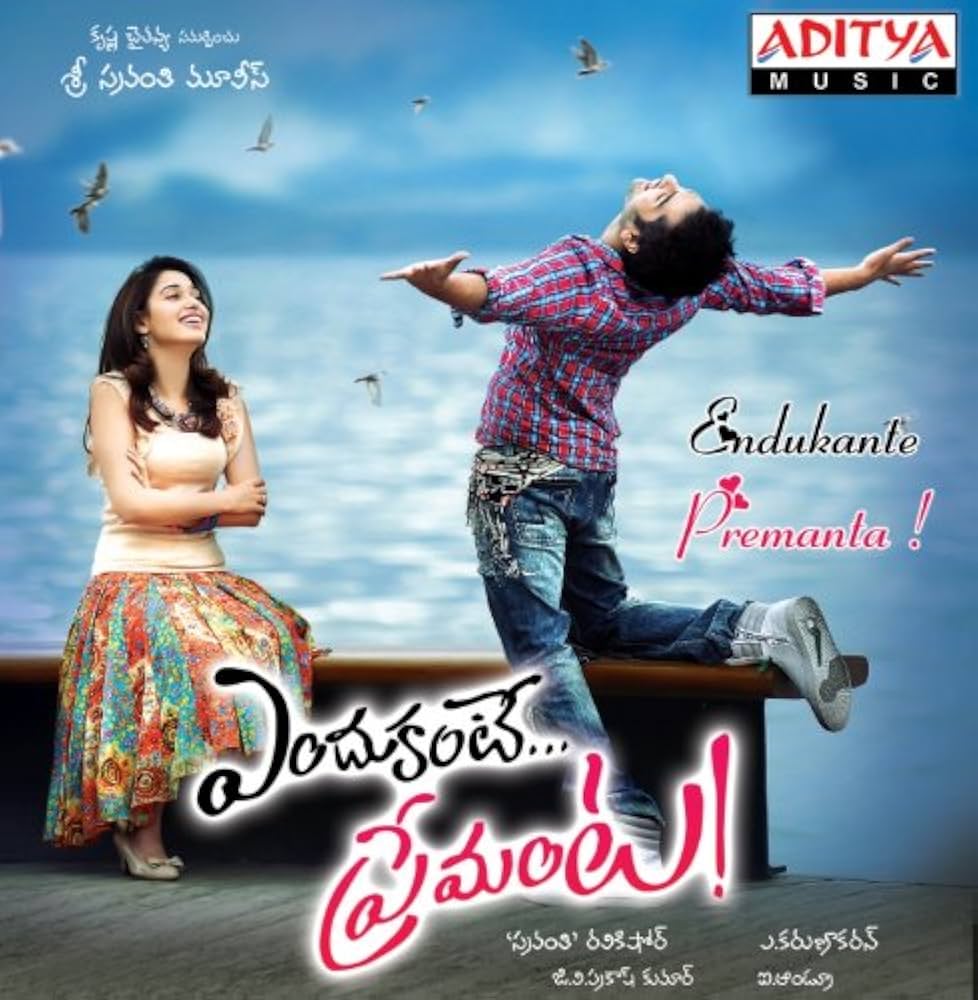 కృష్ణ చైతన్య సమర్పించు
శ్రీ స్రవంతి మూవీస్
ADITYA
MUSIC
Endukante
Premanta !
ఎందుకంటే...
ప్రేమంట!
'స్రవంతి' రవికిషోర్
ఎ.కరుణాకరన్
జి.వి.ప్రకాష్ కుమార్
ఐ.ఆండ్రూ